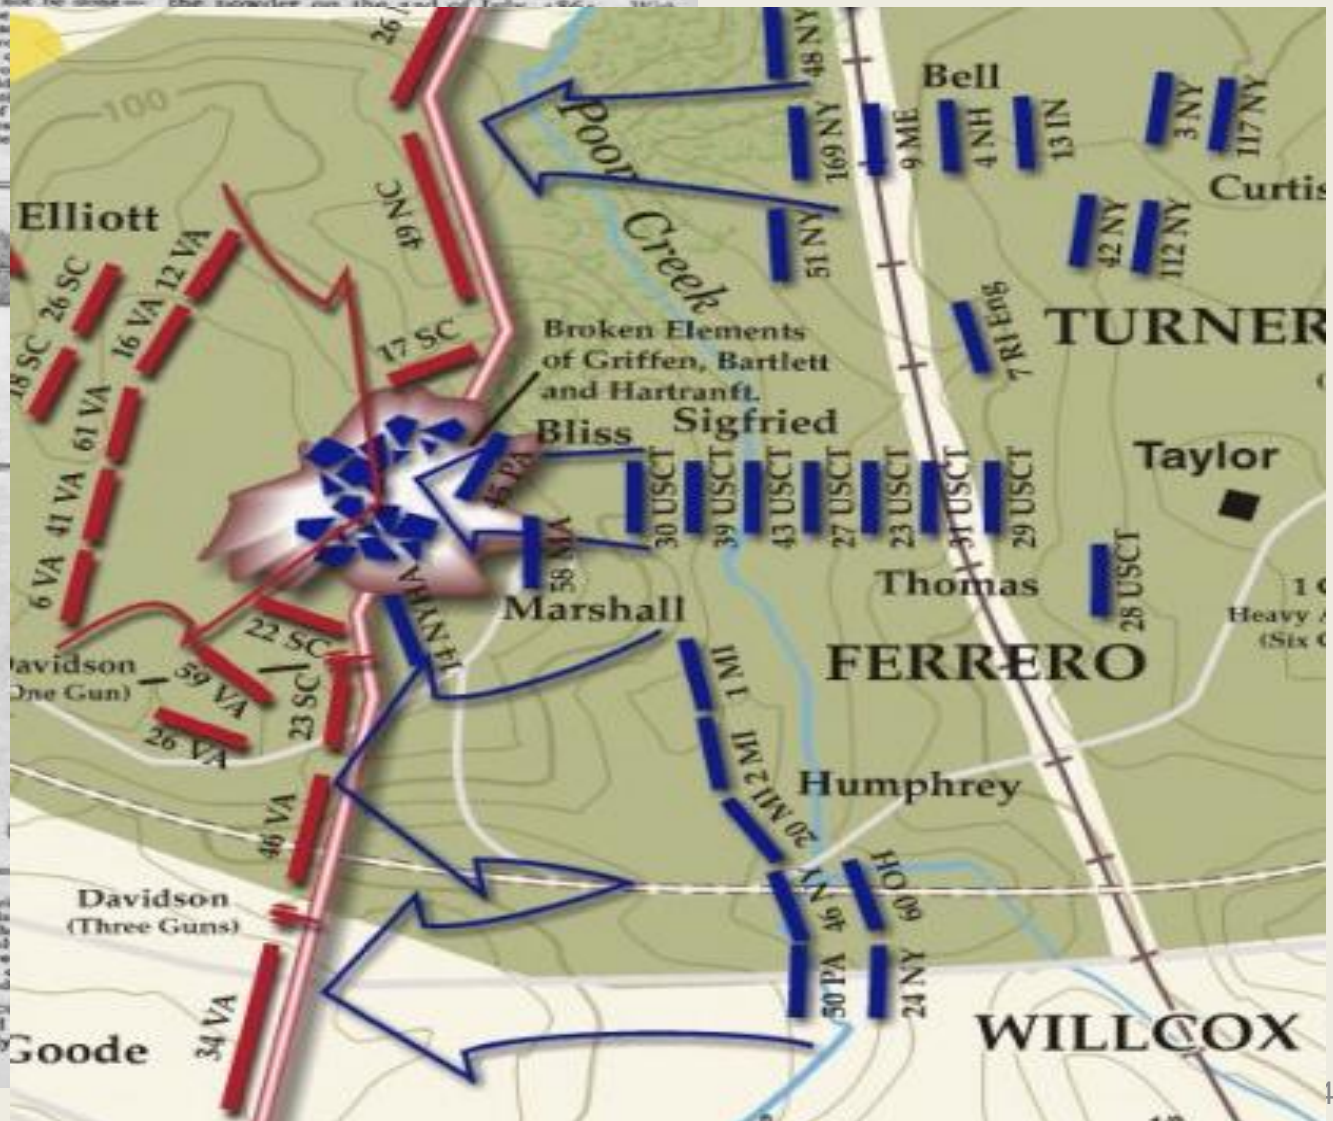 48 NY
Bell
100
Poor
Creek
169 NY
9 ME
4 NH
13 IN
3 NY
117 NY
Curtis
Elliott
49 NC
12 VA
26 SC
51 NY
42 NY
112 NY
16 VA
17 SC
18 SC
7 RI Eng
TURNER
Broken Elements
of Griffen, Bartlett
and Hartranft.
61 VA
Bliss
Sigfried
45 PA
Taylor
41 VA
30 USCT
39 USCT
43 USCT
27 USCT
23 USCT
31 USCT
29 USCT
58 MA
6 VA
14 NYHA
Marshall
Thomas
28 USCT
Heavy
(Six
22 SC
Davidson
One Gun)
59 VA
23 SC
26 VA
1 MI
FERRERO
2 MI
Humphrey
20 MI
46 VA
46 NY
60 OH
Davidson
(Three Guns)
50 PA
24 NY
34 VA
Goode
WILLCOX